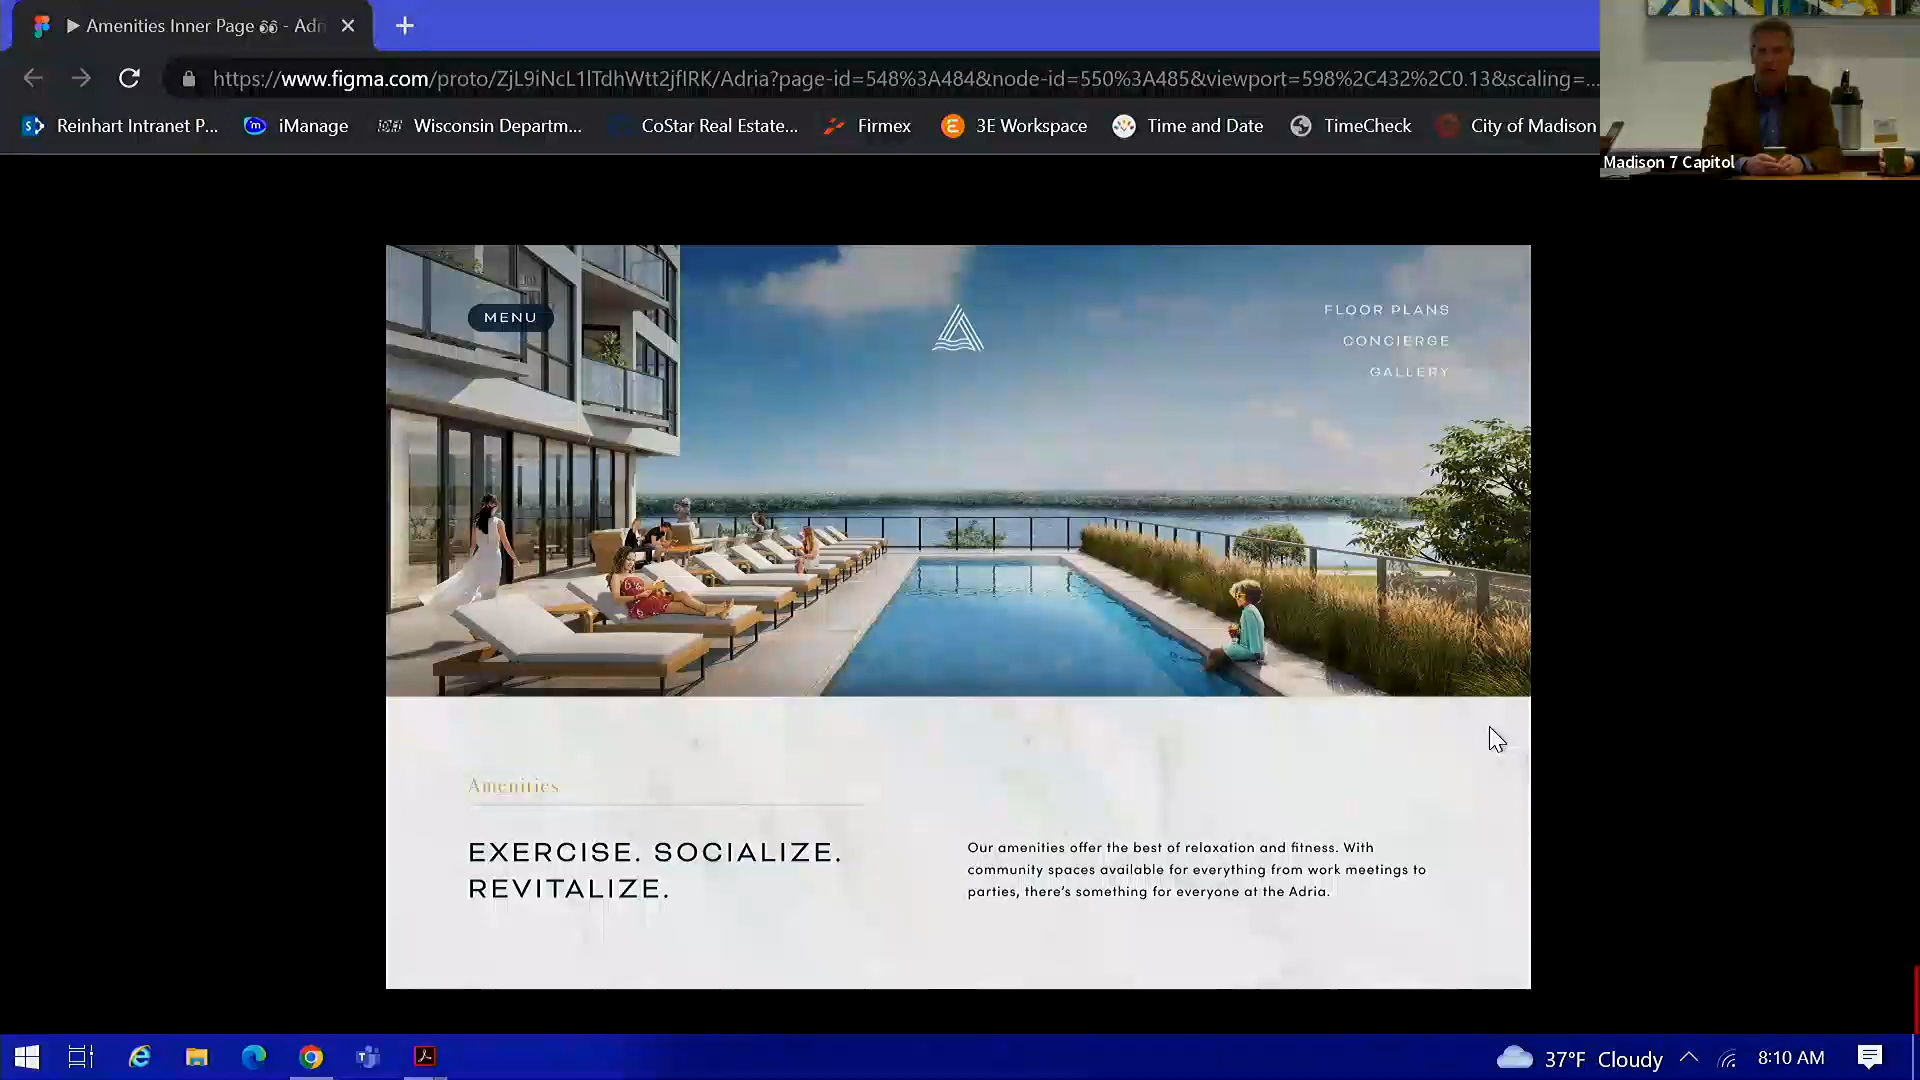 Amenities Inner Page 👀 - Adri
https://www.figma.com/proto/ZjL9iNcL1lTdhWtt2jfIRK/Adria?page-id=548%3A484&node-id=550%3A485&viewport=598%2C432%2C0.13&scaling=...
Reinhart Intranet P... iManage Wisconsin Departm... CoStar Real Estate... Firmex 3E Workspace Time and Date TimeCheck City of Madison
Madison 7 Capitol
MENU
FLOOR PLANS
CONCIERGE
GALLERY
Amenities
EXERCISE. SOCIALIZE.
REVITALIZE.
Our amenities offer the best of relaxation and fitness. With
community spaces available for everything from work meetings to
parties, there's something for everyone at the Adria.
37°F Cloudy 8:10 AM